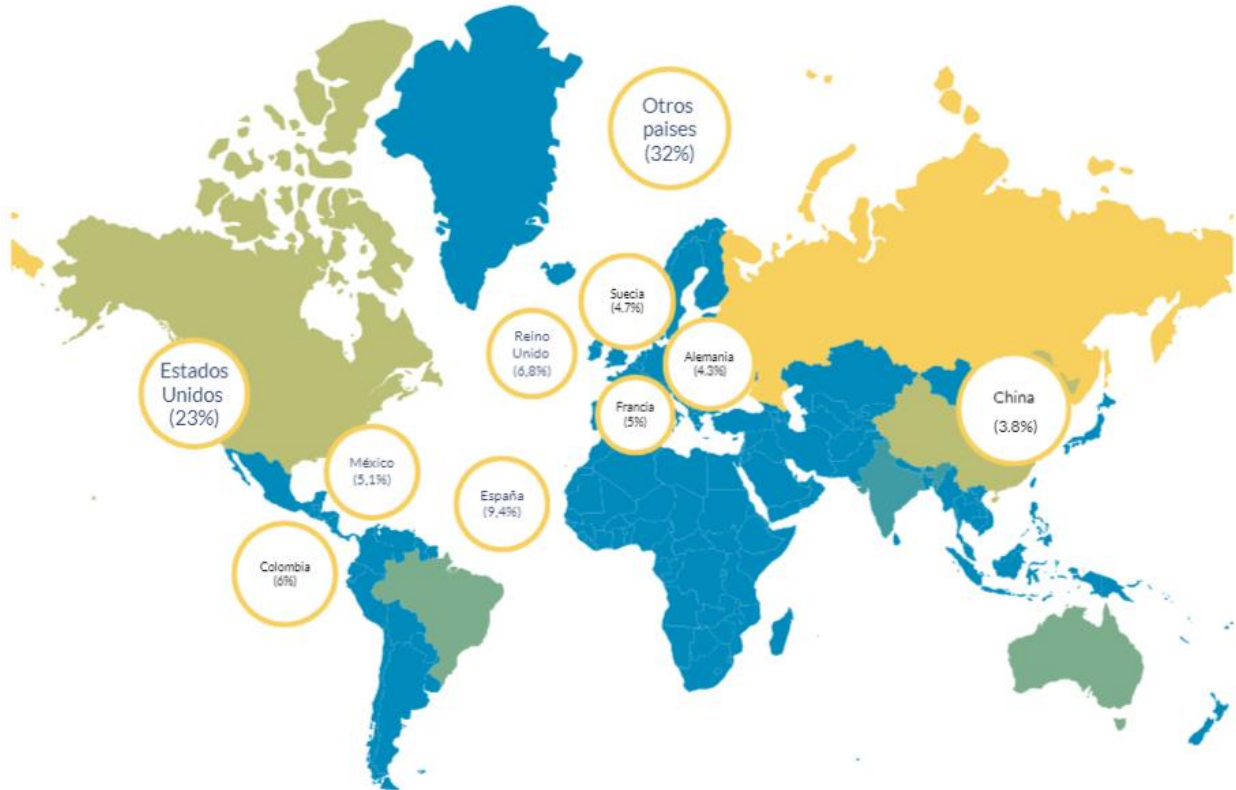 Otros
paises
(32%)
Suecia
(4.7%)
Reino
Unido
(6,8%)
Alemania
(4.3%)
Estados
Unidos
(23%)
Francia
(5%)
China
(3.8%)
México
(5,1%)
España
(9,4%)
Colombia
(6%)